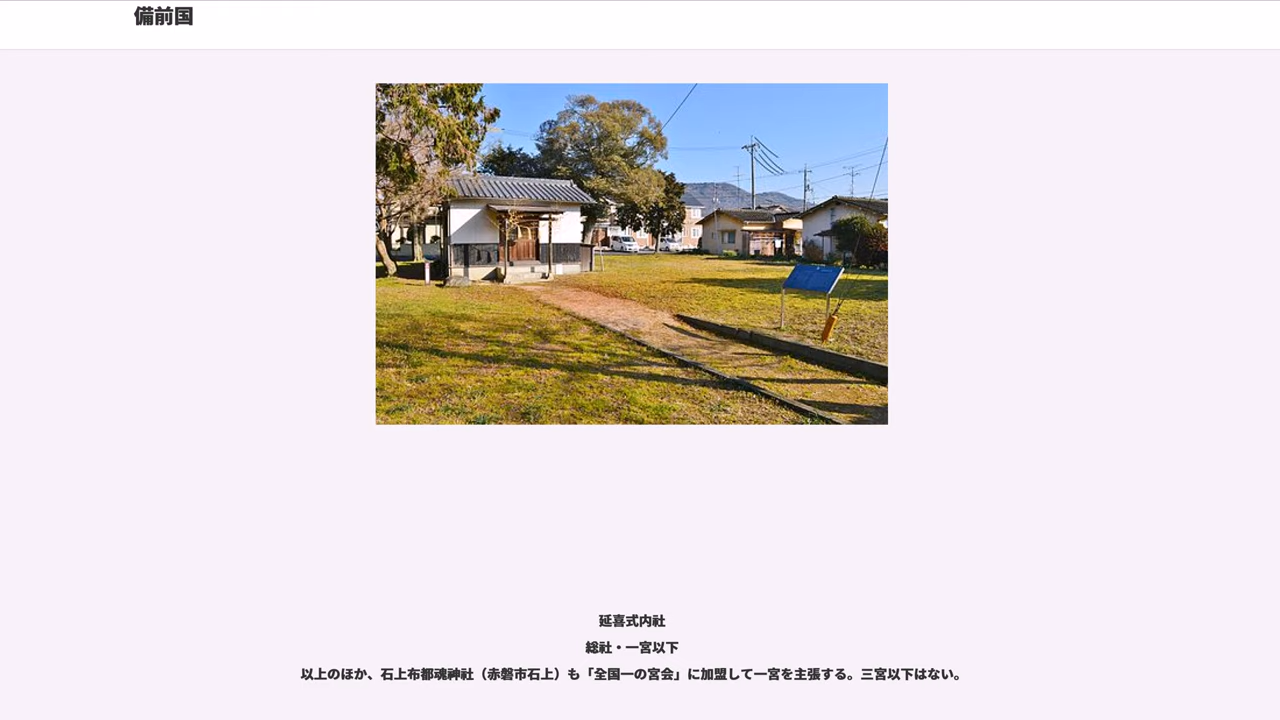 備前国
延喜式内社
総社・一宮以下
以上のほか、石上布都魂神社（赤磐市石上）も「全国一の宮会」に加盟して一宮を主張する。三宮以下はない。